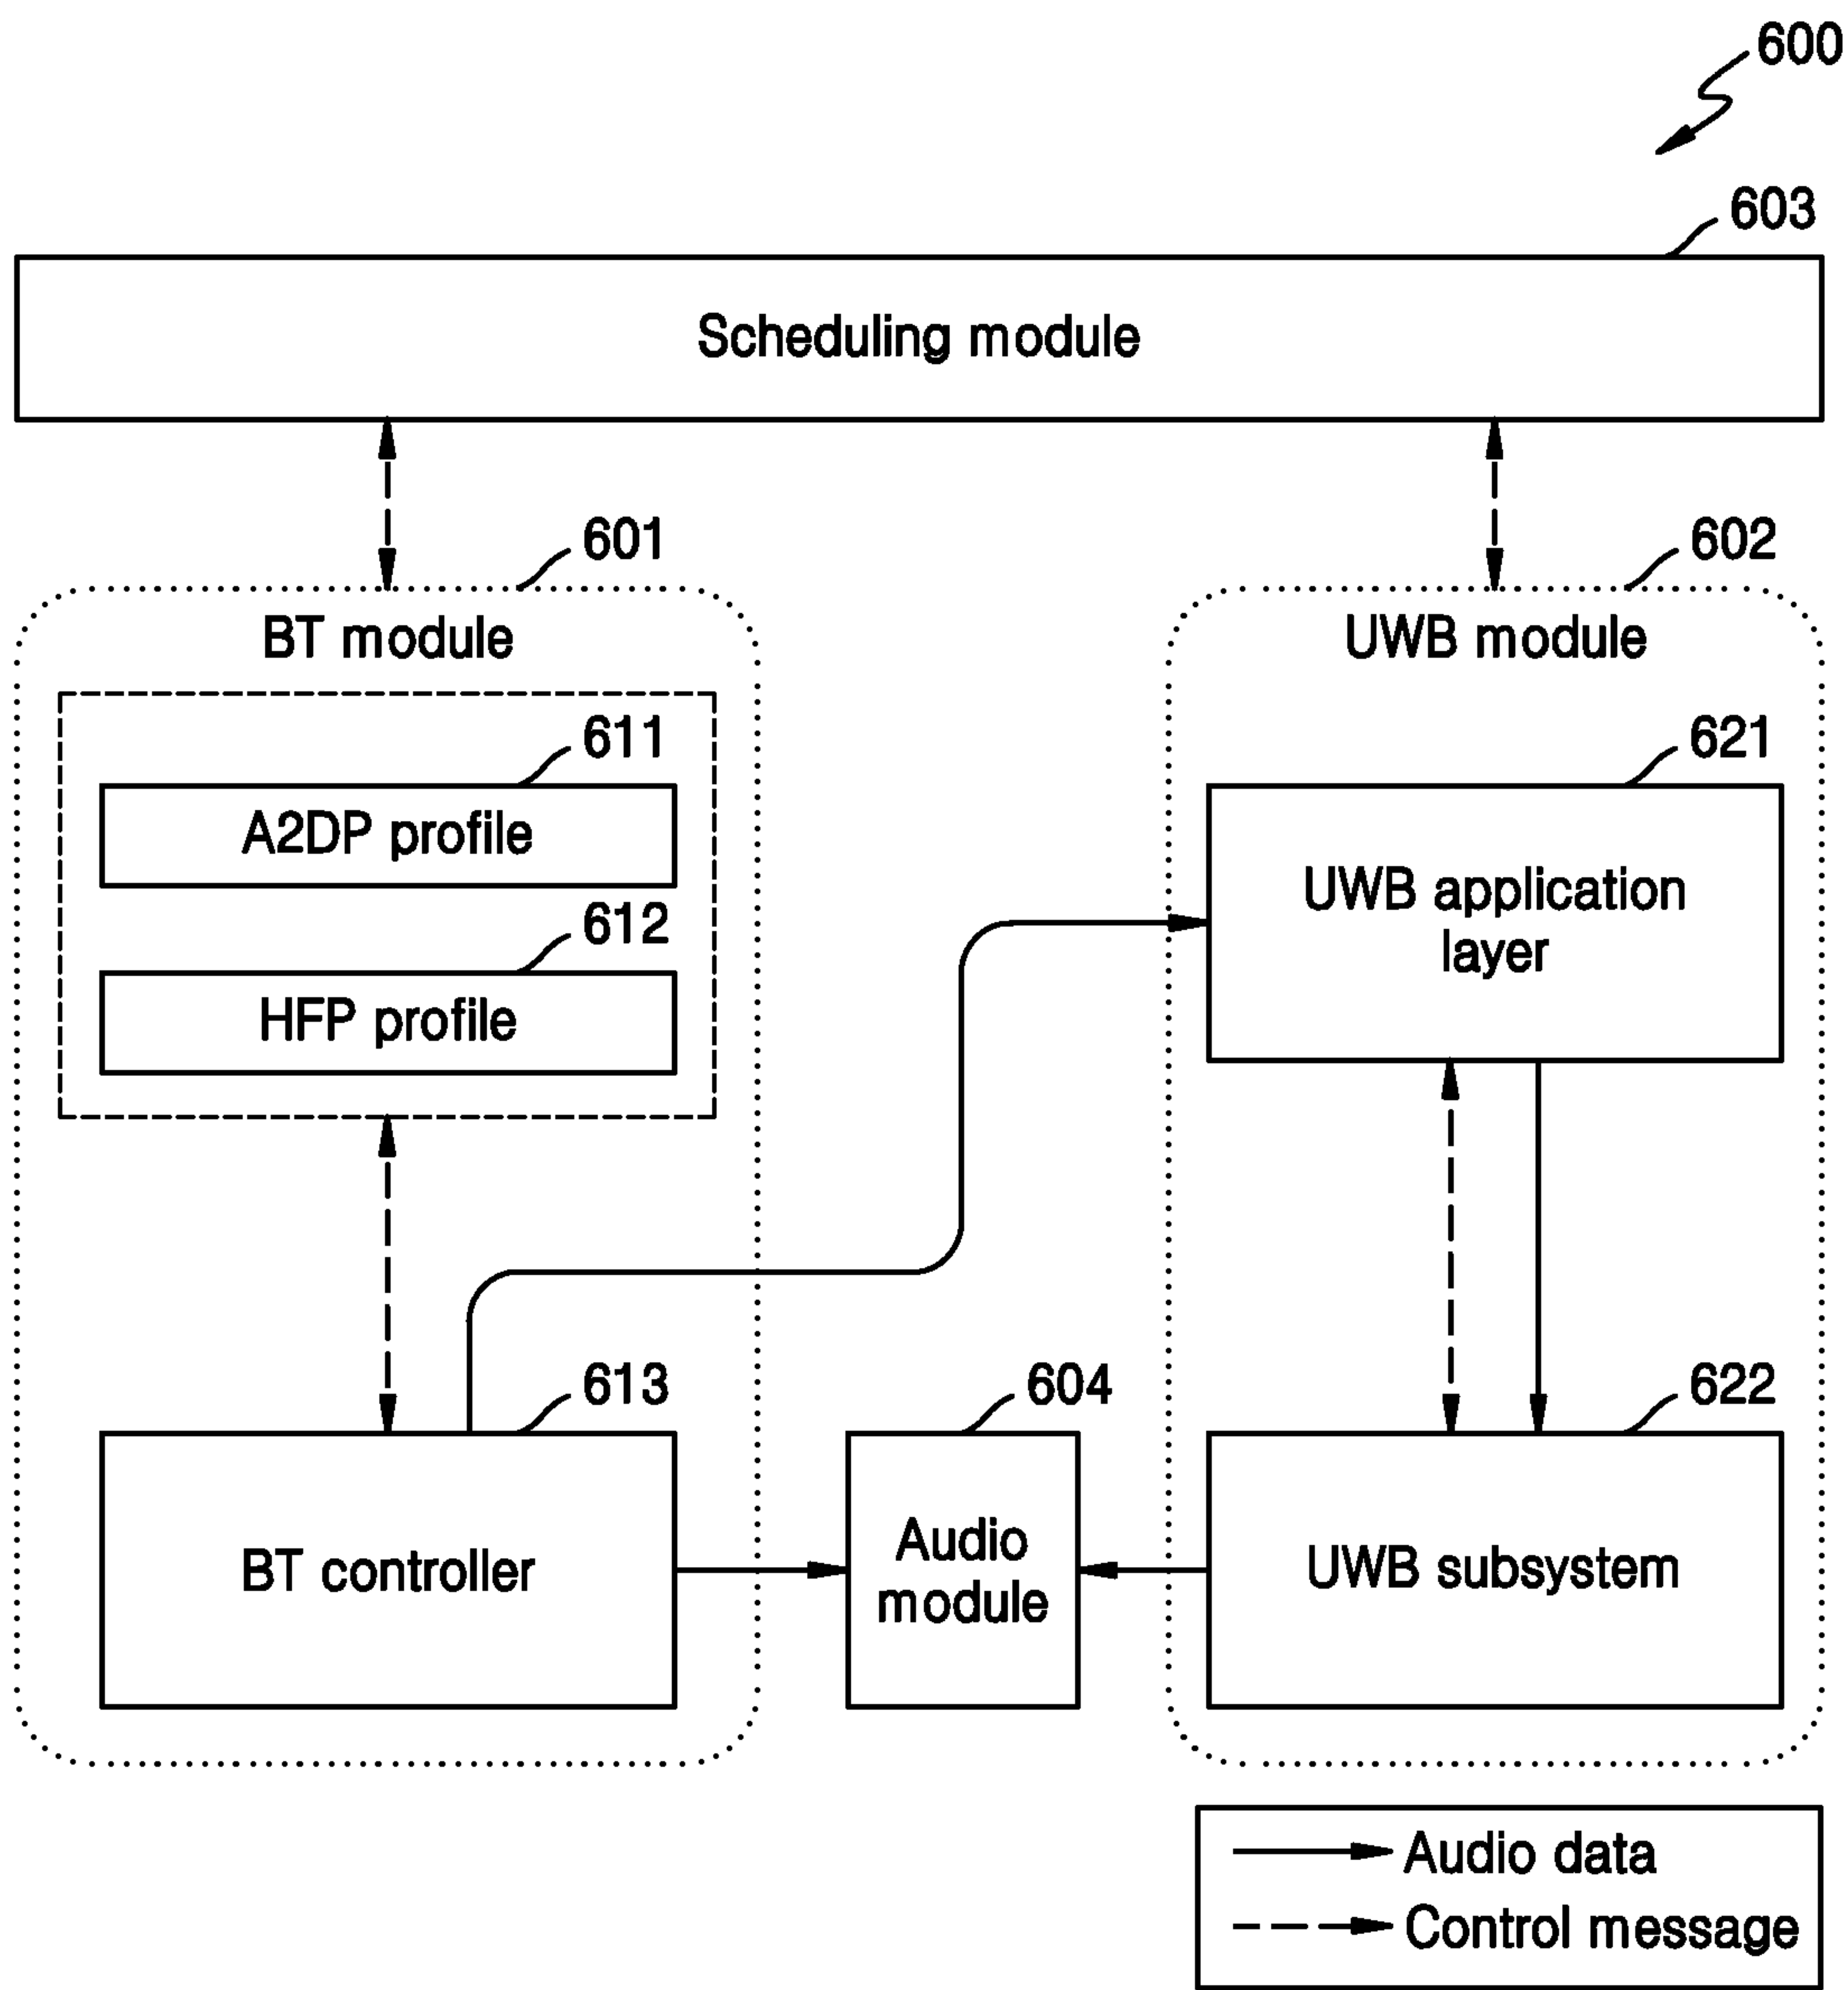 600
603
Scheduling module
601
602
BT module
UWB module
611
A2DP profile
612
HFP profile
621
UWB application
layer
613
BT controller
604
Audio
module
622
UWB subsystem
Audio data
Control message